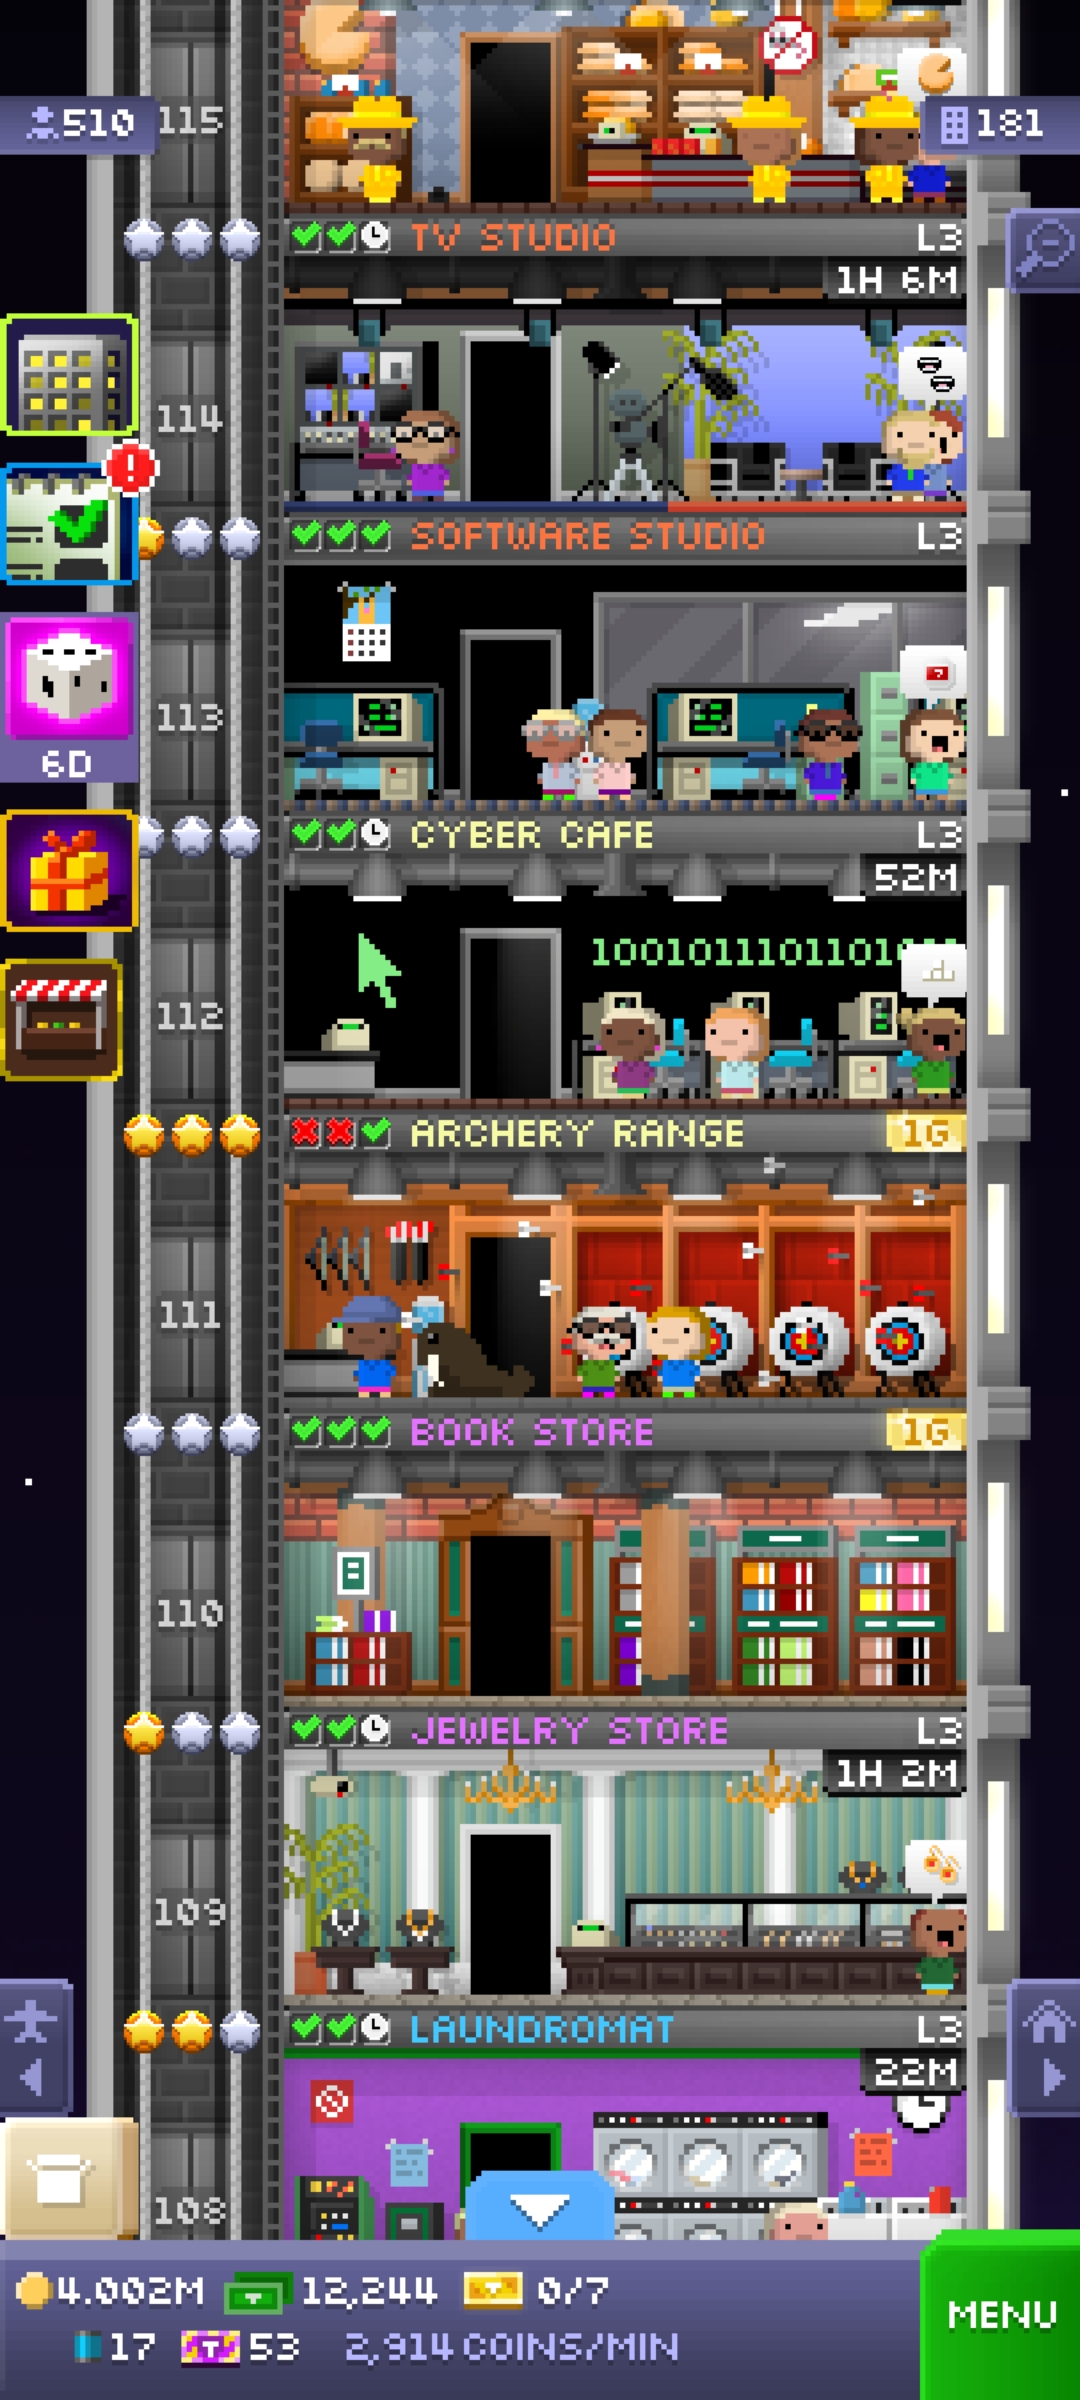 510
115
181
TV STUDIO
L3
1H 6M
114
SOFTWARE STUDIO
L3
113
6D
CYBER CAFE
L3
52M
112
ARCHERY RANGE
1G
111
BOOK STORE
1G
110
JEWELRY STORE
L3
1H 2M
109
LAUNDROMAT
L3
22M
108
4.002M
12,244
0/7
17
53
2,914 COINS/MIN
MENU